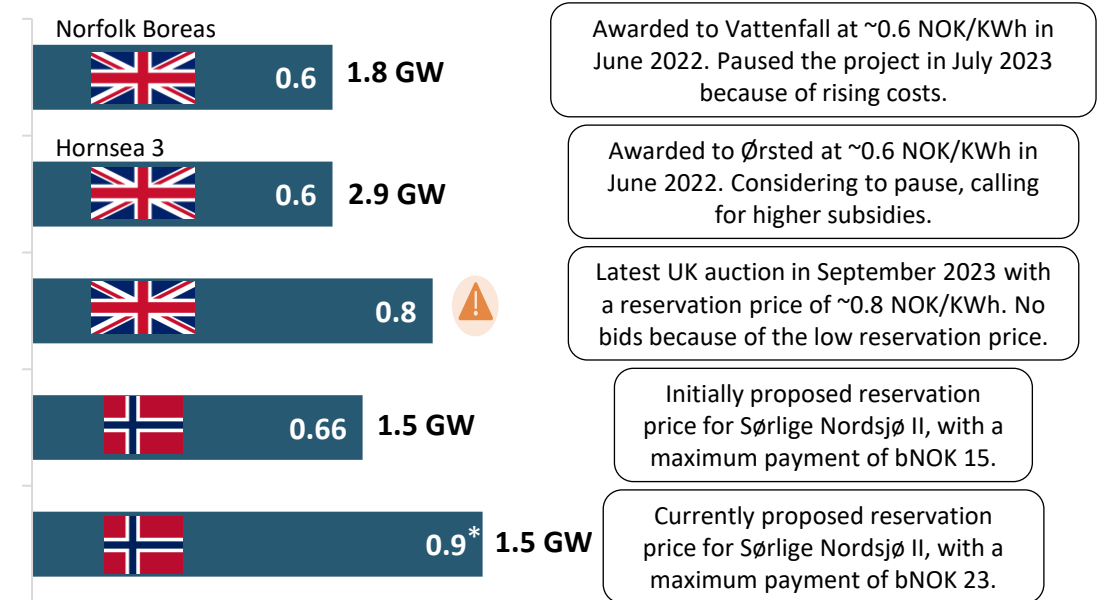 Norfolk Boreas
0.6
1.8 GW
Awarded to Vattenfall at ~0.6 NOK/KWh in
June 2022. Paused the project in July 2023
because of rising costs.
Hornsea 3
0.6
2.9 GW
Awarded to Ørsted at ~0.6 NOK/KWh in
June 2022. Considering to pause, calling
for higher subsidies.
0.8
Latest UK auction in September 2023 with
a reservation price of ~0.8 NOK/KWh. No
bids because of the low reservation price.
0.66
1.5 GW
Initially proposed reservation
price for Sørlige Nordsjø II, with a
maximum payment of bNOK 15.
0.9*
1.5 GW
Currently proposed reservation
price for Sørlige Nordsjø II, with a
maximum payment of bNOK 23.